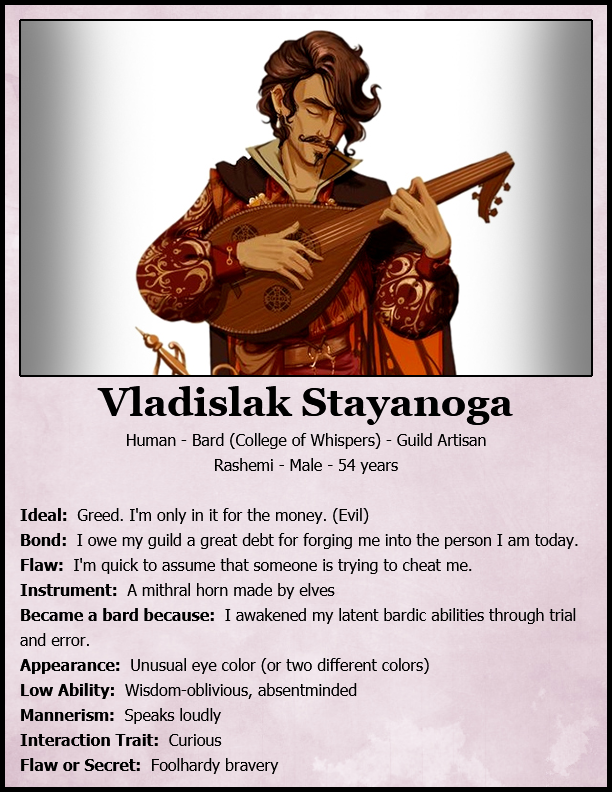 Vladislak Stayanoga
Human - Bard (College of Whispers) - Guild Artisan
Rashemi - Male - 54 years
Ideal: Greed. I'm only in it for the money. (Evil)
Bond: I owe my guild a great debt for forging me into the person I am today.
Flaw: I'm quick to assume that someone is trying to cheat me.
Instrument: A mithral horn made by elves
Became a bard because: I awakened my latent bardic abilities through trial
and error.
Appearance: Unusual eye color (or two different colors)
Low Ability: Wisdom-oblivious, absentminded
Mannerism: Speaks loudly
Interaction Trait: Curious
Flaw or Secret: Foolhardy bravery